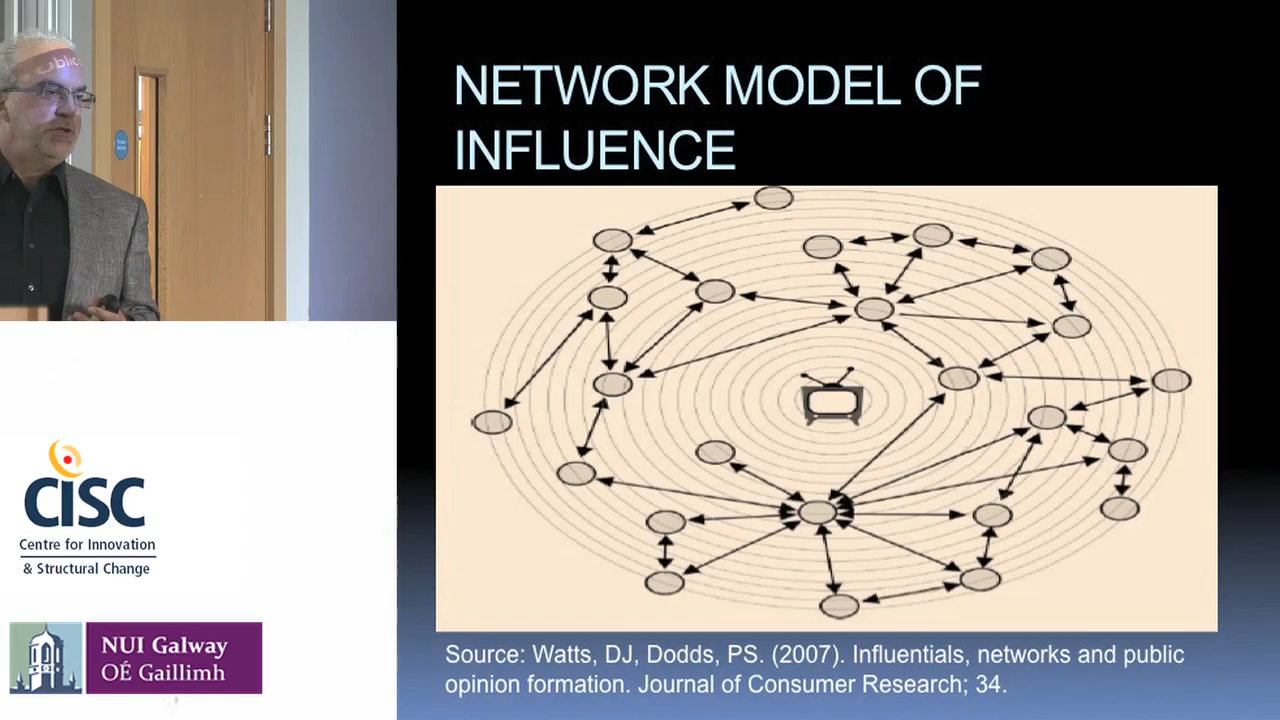 NETWORK MODEL OF
INFLUENCE
Source: Watts, DJ, Dodds, PS. (2007). Influentials, networks and public
opinion formation. Journal of Consumer Research; 34.
CISC
Centre for Innovation
& Structural Change
NUI Galway
OÉ Gaillimh